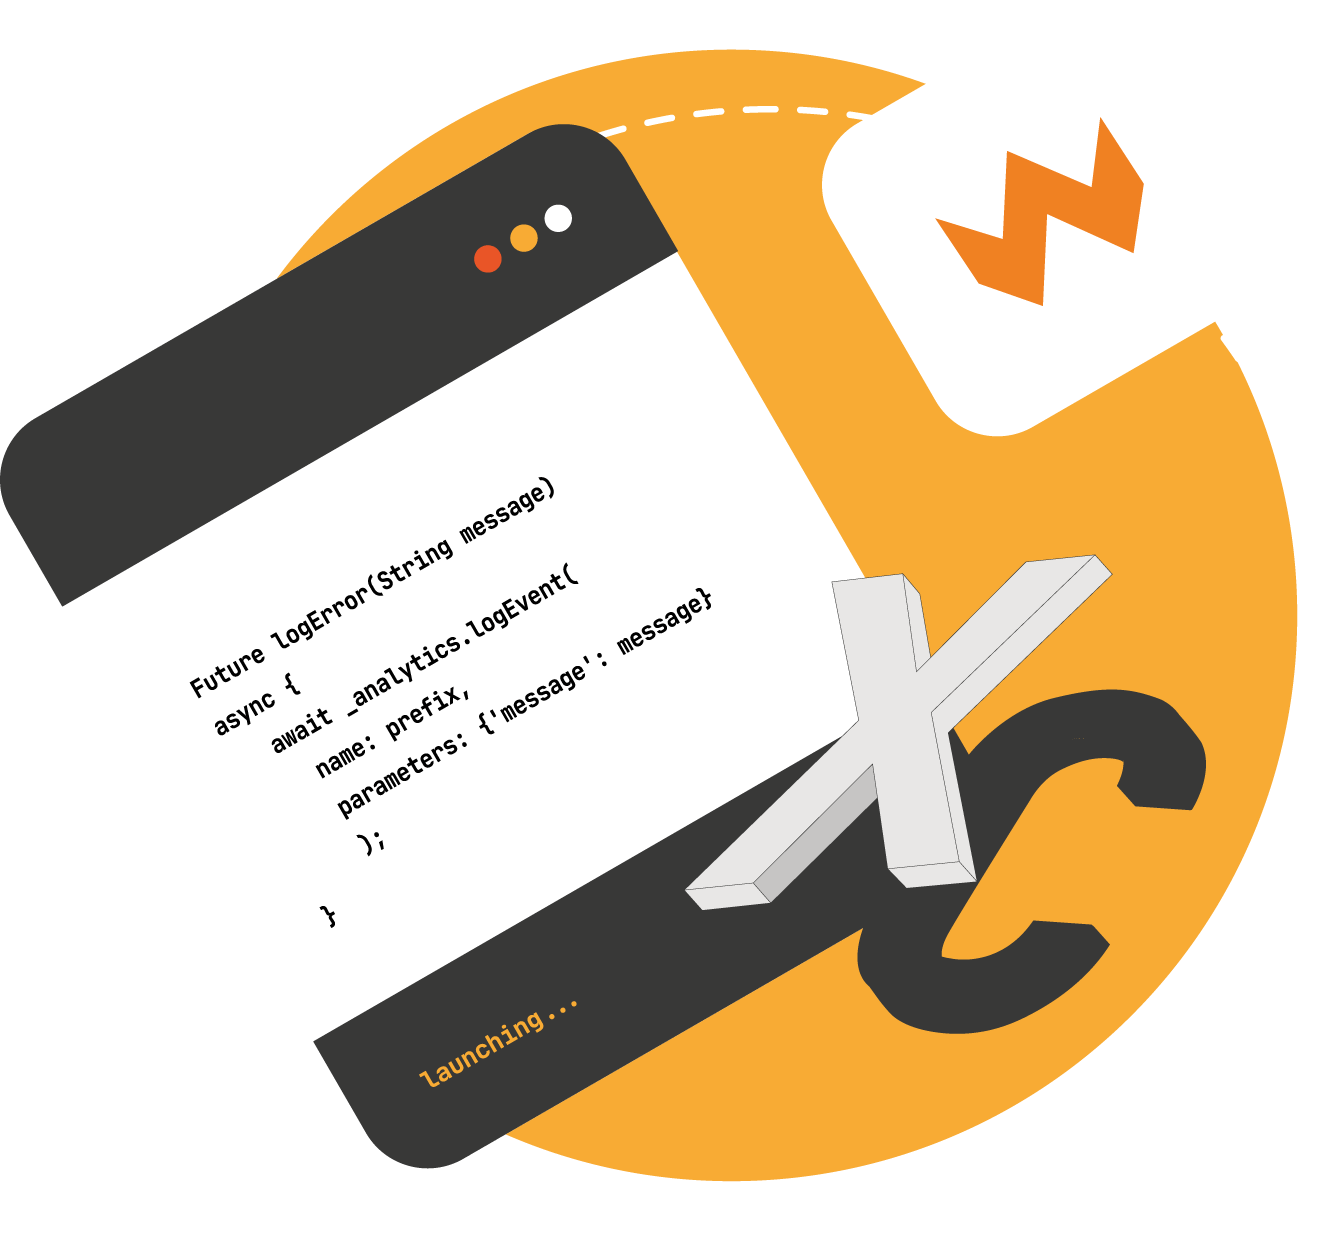 Future logError(String message)
async {
await _analytics.logEvent(
name: prefix,
parameters: {'message': message}
);
}
launching...
X
C